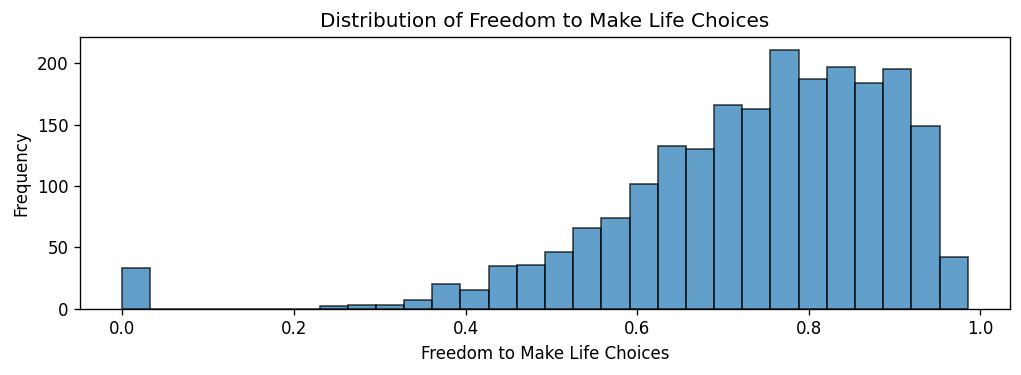 Distribution of Freedom to Make Life Choices
Frequency
200
150
100
50
0
0.0 0.2 0.4 0.6 0.8 1.0
Freedom to Make Life Choices